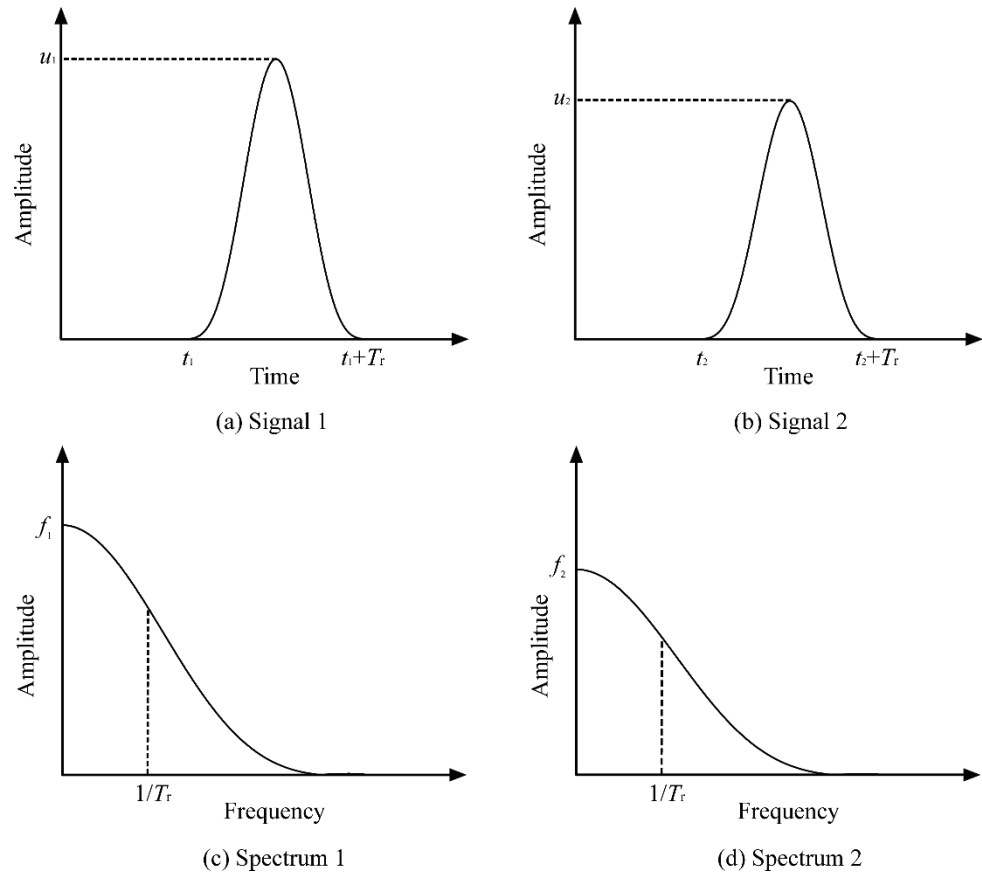 u₁
Amplitude
t₁
t₁+Tᵣ
Time
(a) Signal 1
u₂
Amplitude
t₂
t₂+Tᵣ
Time
(b) Signal 2
f₁
Amplitude
1/Tᵣ
Frequency
(c) Spectrum 1
f₂
Amplitude
1/Tᵣ
Frequency
(d) Spectrum 2